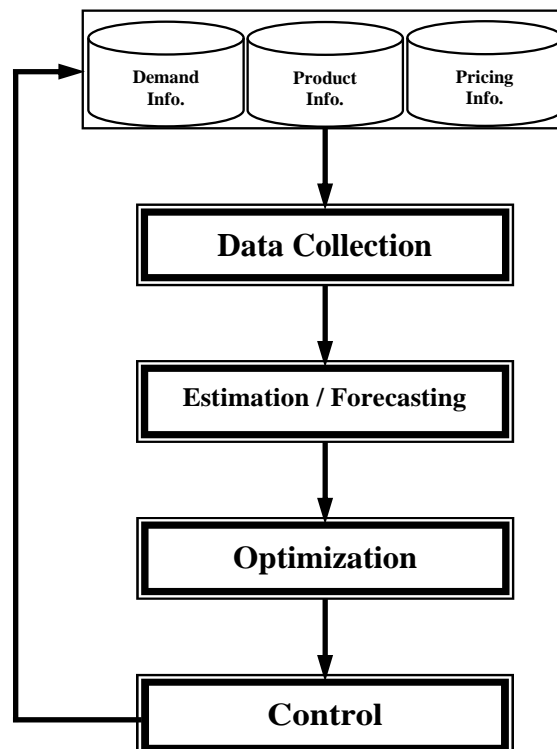 Demand
Info.
Product
Info.
Pricing
Info.
Data Collection
Estimation / Forecasting
Optimization
Control